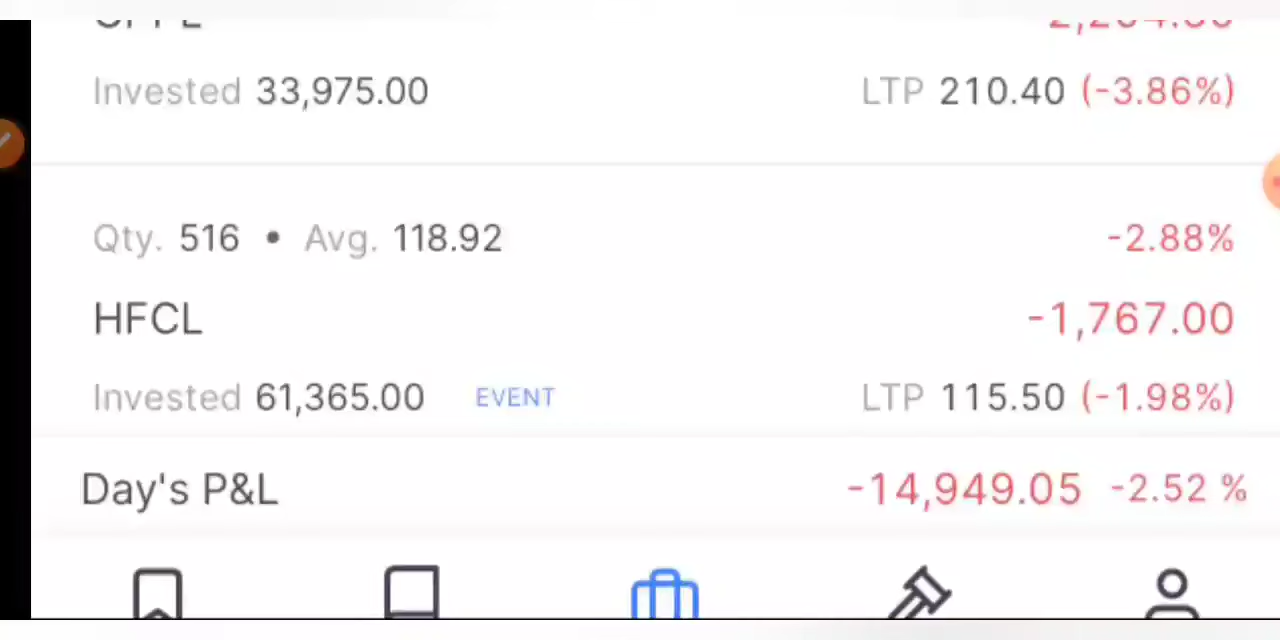 Invested 33,975.00 LTP 210.40 (-3.86%)
Qty. 516 • Avg. 118.92 -2.88%
HFCL -1,767.00
Invested 61,365.00 EVENT LTP 115.50 (-1.98%)
Day's P&L -14,949.05 -2.52 %